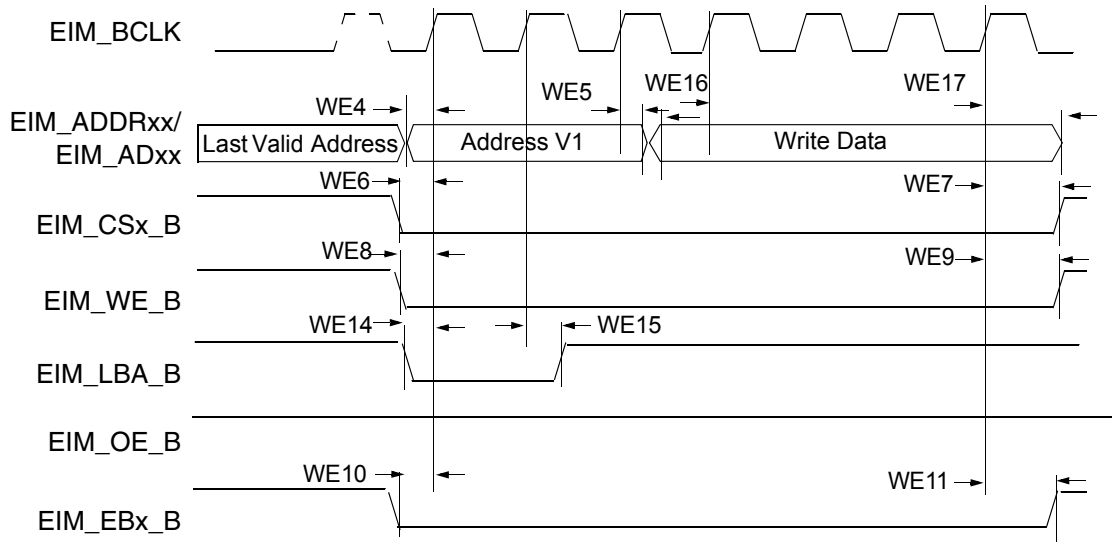 EIM_BCLK
WE4
WE5
WE16
WE17
EIM_ADDRxx/
EIM_ADxx
Last Valid Address
Address V1
Write Data
WE6
WE7
EIM_CSx_B
WE8
WE9
EIM_WE_B
WE14
WE15
EIM_LBA_B
EIM_OE_B
WE10
WE11
EIM_EBx_B